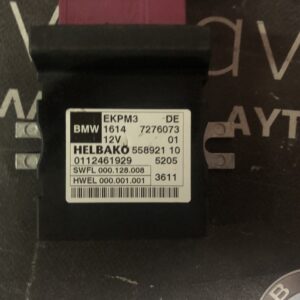 EKPM3 DE
BMW 1614 7276073
12V 01
HELBAKO 558921 10
0112461929 5205
SWFL 000.128.008
HWEL 000.001.001 3611
AYT
B